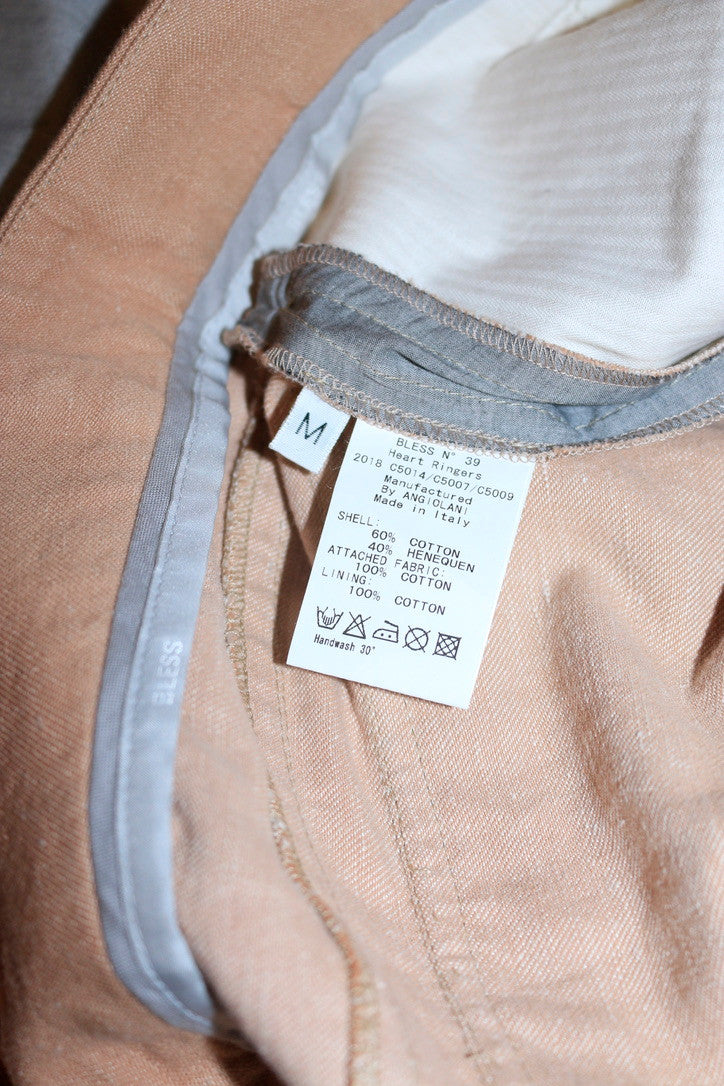 M
BLESS N° 39
Heart Ringers
2018 C5014/C5007/C5009
Manufactured
By ANGIOLANI
Made in Italy
SHELL:
60% COTTON
40% HENEQUEN
ATTACHED FABRIC:
100% COTTON
LINING:
100% COTTON
Handwash 30°
BLESS